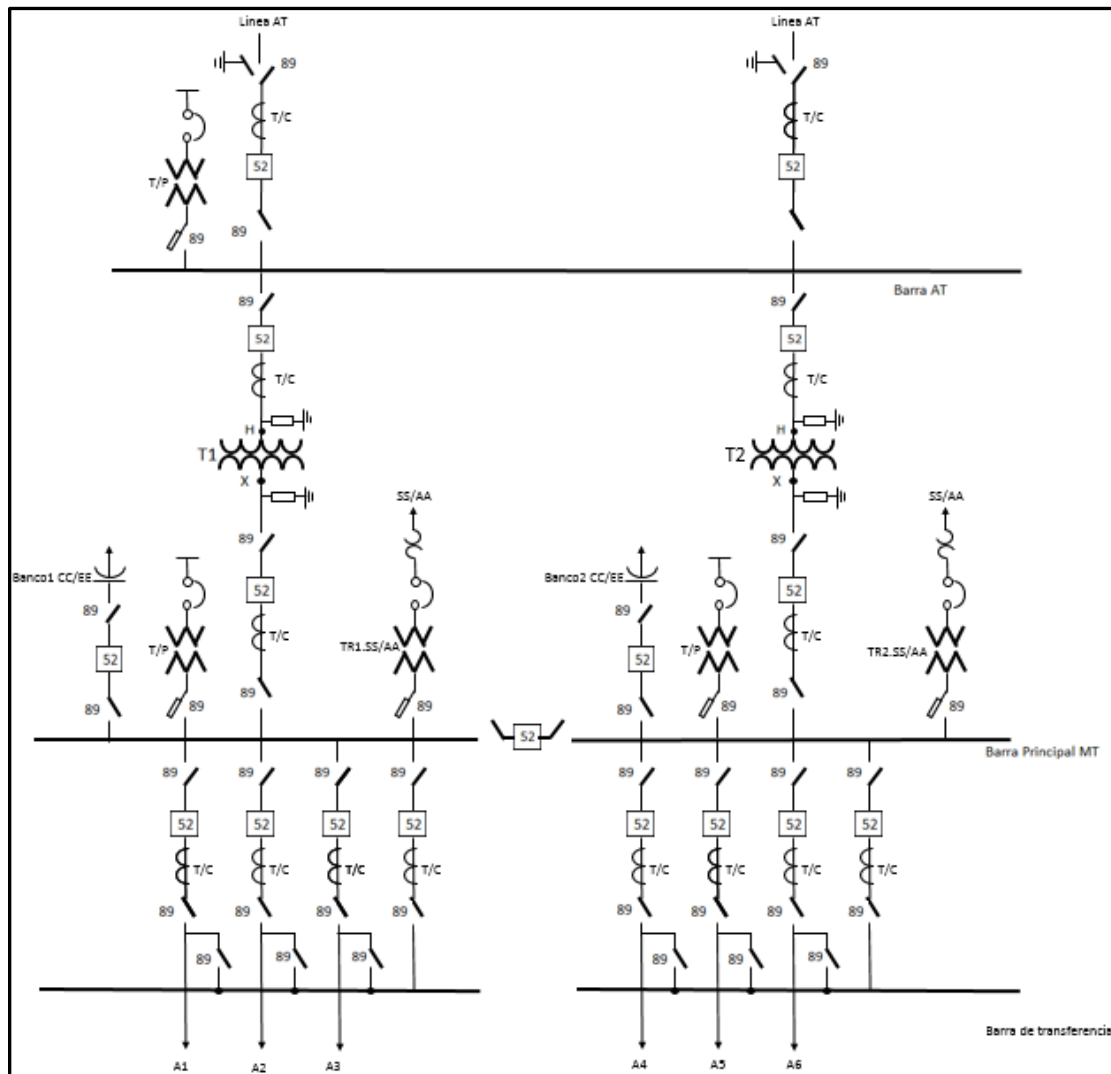 Linea AT
Linea AT
89
89
T/C
T/C
52
52
T/P
89
89
Barra AT
89
89
52
52
T/C
T/C
H
H
T1
T2
X
X
SS/AA
SS/AA
89
89
Banco1 CC/EE
Banco2 CC/EE
52
52
89
89
T/C
T/C
T/P
TR1.SS/AA
T/P
TR2.SS/AA
52
52
89
89
89
89
89
89
89
89
89
89
52
Barra Principal MT
89
89
89
89
89
89
89
89
52
52
52
52
52
52
52
52
T/C
T/C
T/C
T/C
T/C
T/C
T/C
T/C
89
89
89
89
89
89
89
89
89
89
89
89
89
89
Barra de transferencia
A1
A2
A3
A4
A5
A6